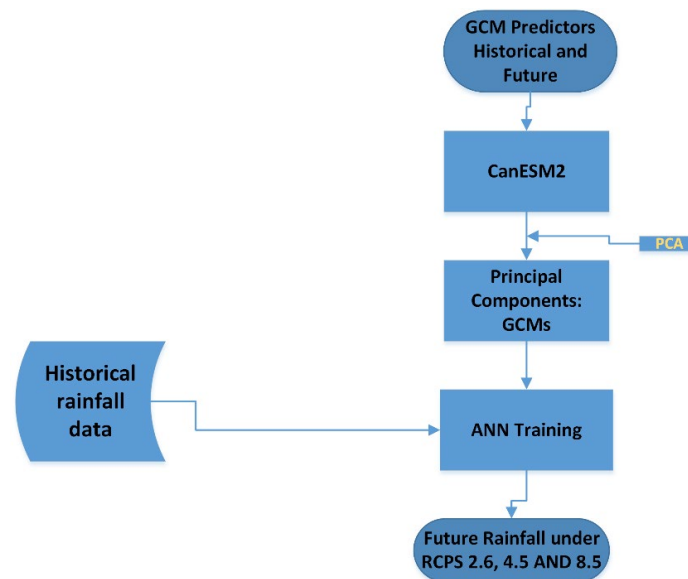 GCM Predictors
Historical and
Future
CanESM2
PCA
Principal
Components:
GCMs
Historical
rainfall
data
ANN Training
Future Rainfall under
RCPS 2.6, 4.5 AND 8.5